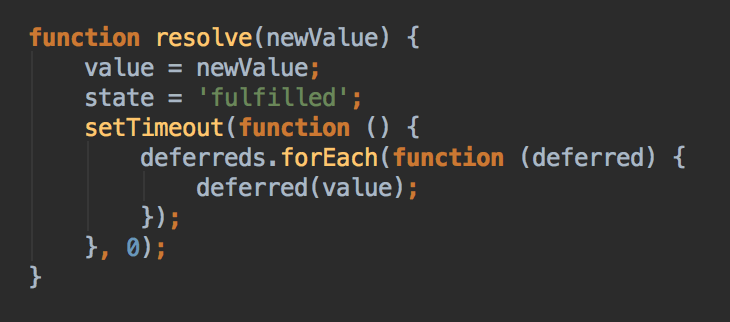 function resolve(newValue) {
    value = newValue;
    state = 'fulfilled';
    setTimeout(function () {
        deferreds.forEach(function (deferred) {
            deferred(value);
        });
    }, 0);
}